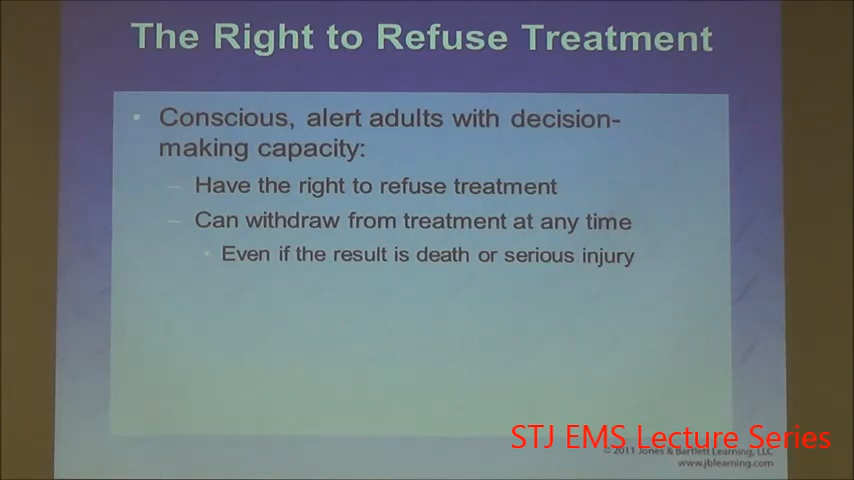 The Right to Refuse Treatment
• Conscious, alert adults with decision-
making capacity:
– Have the right to refuse treatment
– Can withdraw from treatment at any time
• Even if the result is death or serious injury
STJ EMS Lecture Series
© 2011 Jones & Bartlett Learning, LLC
www.jblearning.com